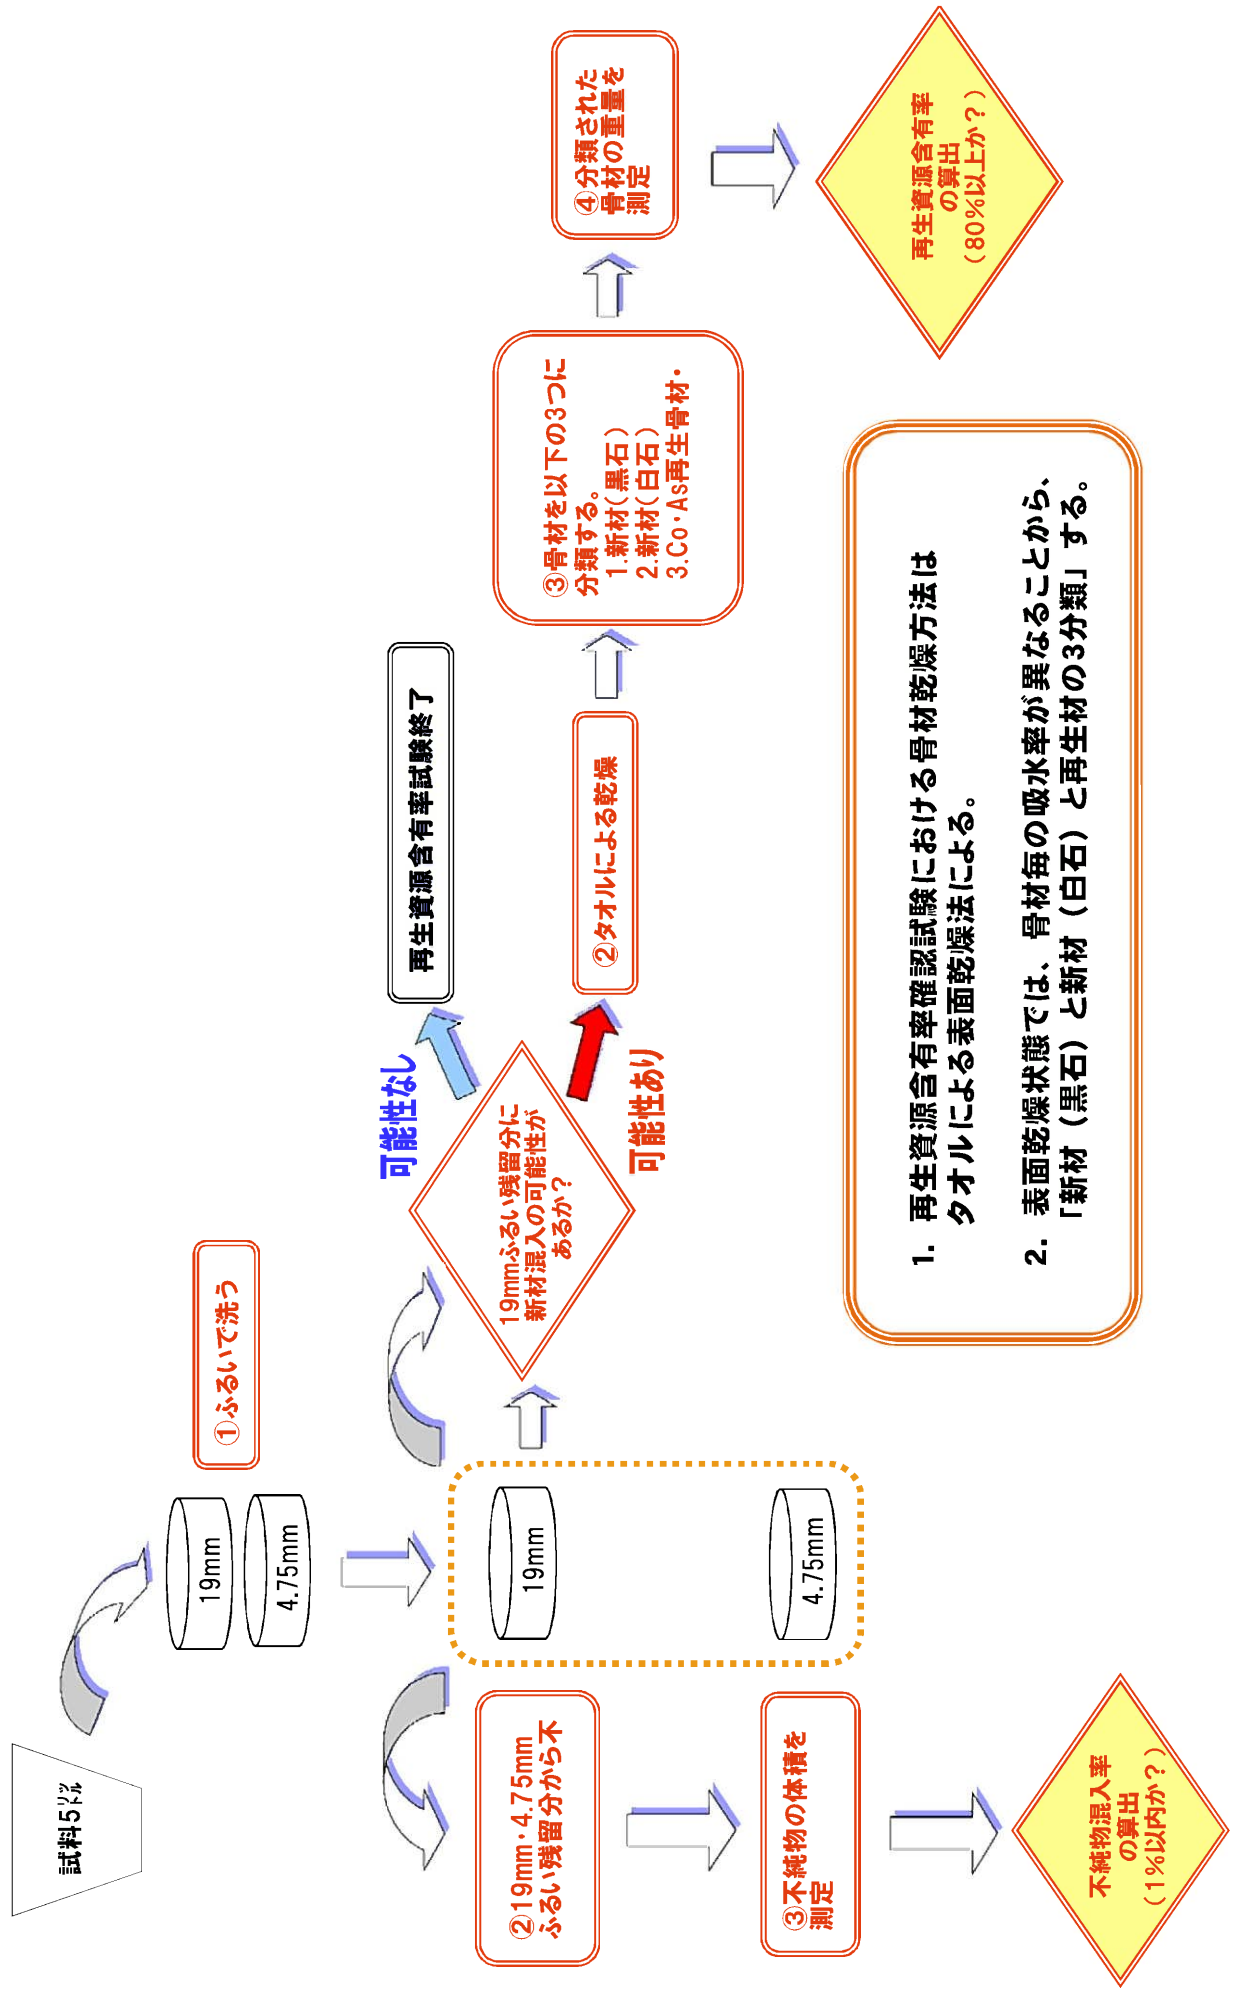 試料5㍑
①ふるいで洗う
19mm
4.75mm
19mm
4.75mm
②19mm・4.75mm
ふるい残留分から不
③不純物の体積を
測定
不純物混入率
の算出
（1%以内か？）
19mmふるい残留分に
新材混入の可能性が
あるか？
可能性なし
可能性あり
再生資源含有率試験終了
②タオルによる乾燥
③骨材を以下の3つに
分類する。
1.新材（黒石）
2.新材（白石）
3.Co・As再生骨材・
④分類された
骨材の重量を
測定
再生資源含有率
の算出
（80%以上か？）
1. 再生資源含有率確認試験における骨材乾燥方法は
タオルによる表面乾燥法による。
2. 表面乾燥状態では、骨材毎の吸水率が異なることから、
「新材（黒石）と新材（白石）と再生材の3分類」する。